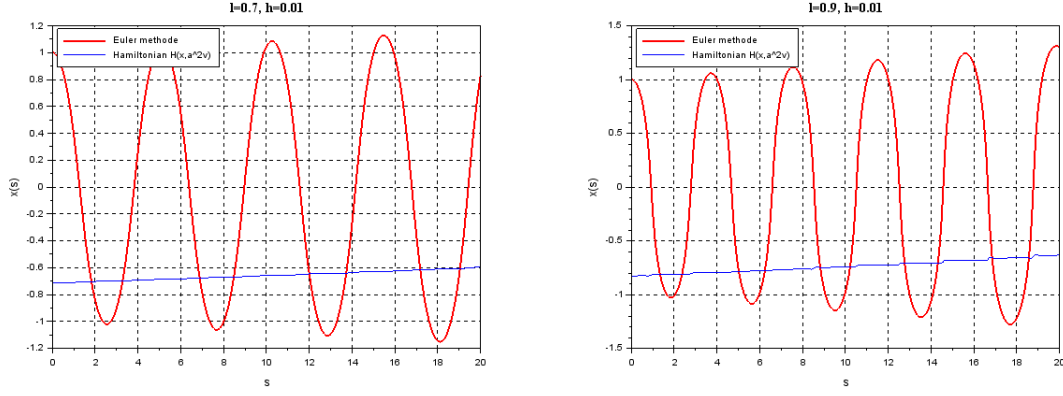 l=0.7, h=0.01
1.2
1
0.8
0.6
0.4
0.2
0
-0.2
-0.4
-0.6
-0.8
-1
-1.2
x(s)
Euler methode
Hamiltonian H(x,a^2v)
0 2 4 6 8 10 12 14 16 18 20
s
l=0.9, h=0.01
1.5
1
0.5
0
-0.5
-1
-1.5
x(s)
Euler methode
Hamiltonian H(x,a^2v)
0 2 4 6 8 10 12 14 16 18 20
s